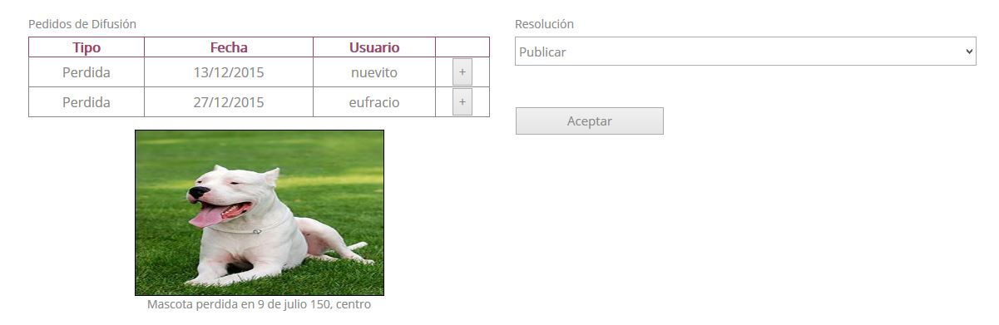 Pedidos de Difusión
Tipo Fecha Usuario
Perdida 13/12/2015 nuevito +
Perdida 27/12/2015 eufracio +
Mascota perdida en 9 de julio 150, centro
Resolución
Publicar
Aceptar